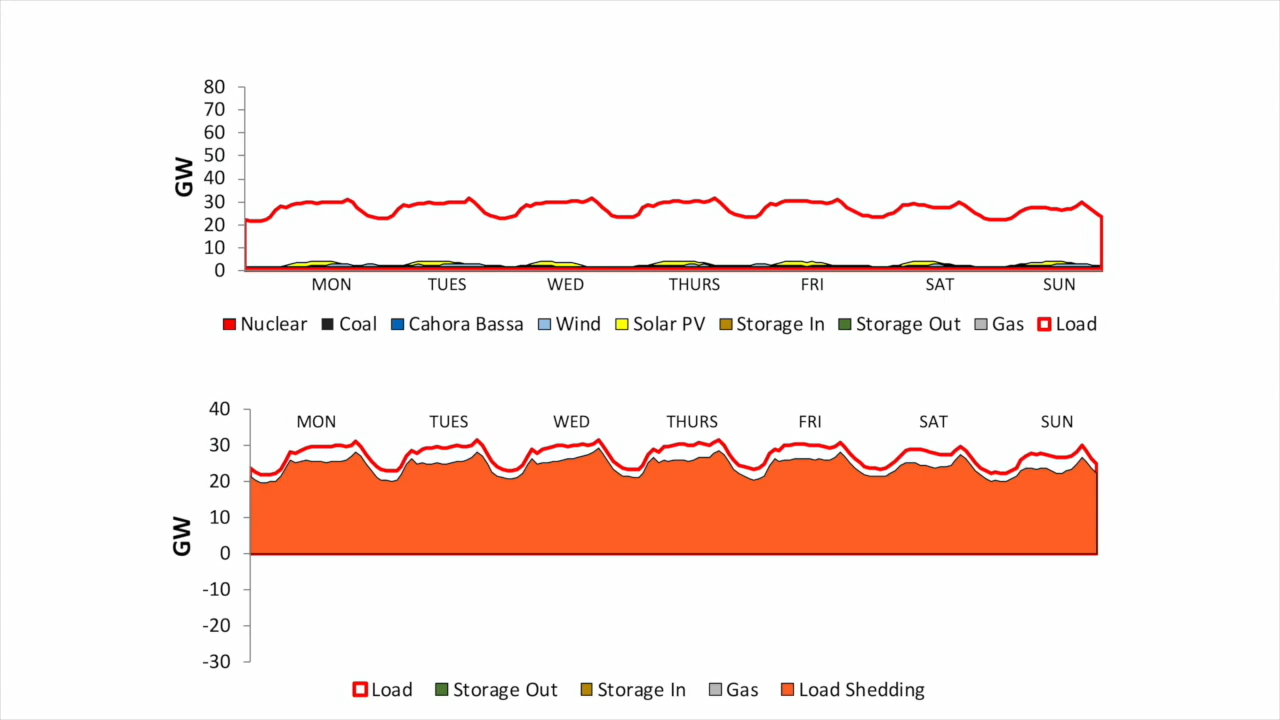 80
70
60
50
40
30
20
10
0
GW
MON TUES WED THURS FRI SAT SUN
Nuclear Coal Cahora Bassa Wind Solar PV Storage In Storage Out Gas Load
40
30
20
10
0
-10
-20
-30
GW
MON TUES WED THURS FRI SAT SUN
Load Storage Out Storage In Gas Load Shedding